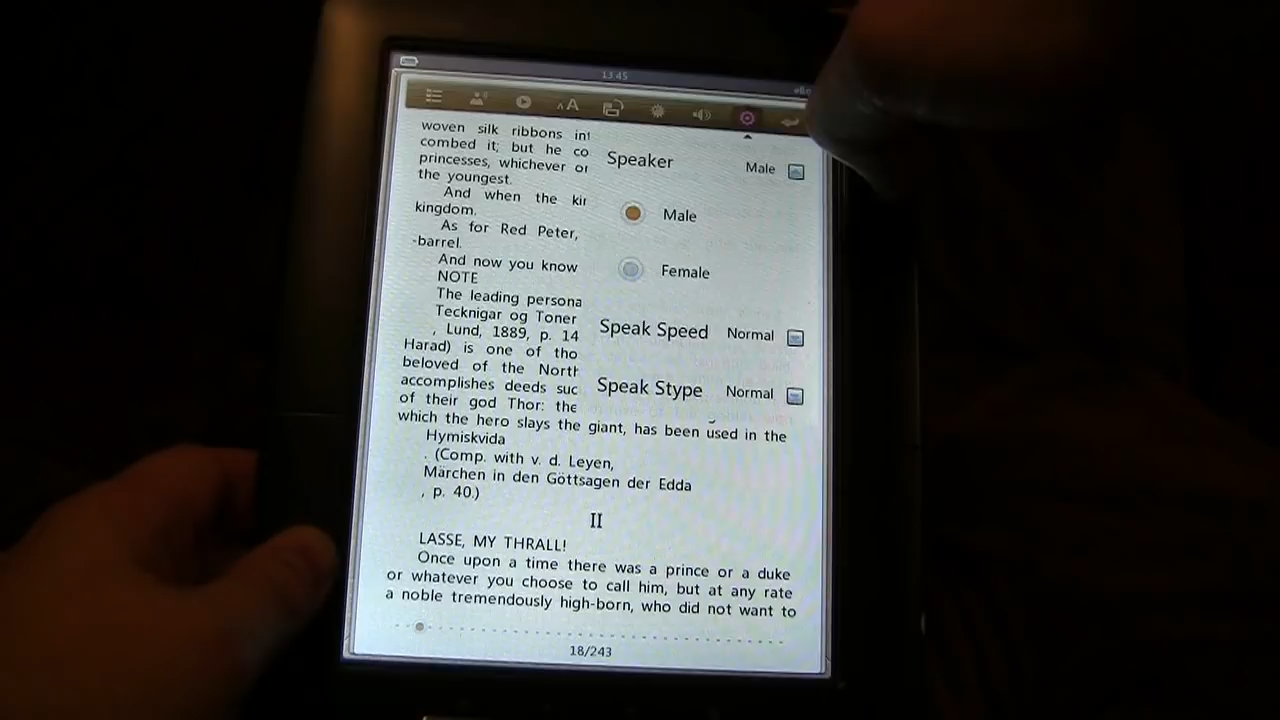 13:45
AA
woven silk ribbons int
combed it; but he co
princesses, whichever or
the youngest.
And when the kin
kingdom.
As for Red Peter,
-barrel.
And now you know
NOTE
The leading persona
Tecknigar og Toner
, Lund, 1889, p. 14
Harad) is one of tho
beloved of the North
accomplishes deeds suc
of their god Thor: the
which the hero slays the giant, has been used in the
Hymiskvida
. (Comp. with v. d. Leyen,
Märchen in den Göttsagen der Edda
, p. 40.)
II
LASSE, MY THRALL!
Once upon a time there was a prince or a duke
or whatever you choose to call him, but at any rate
a noble tremendously high-born, who did not want to
18/243
Speaker Male
Male
Female
Speak Speed Normal
Speak Stype Normal